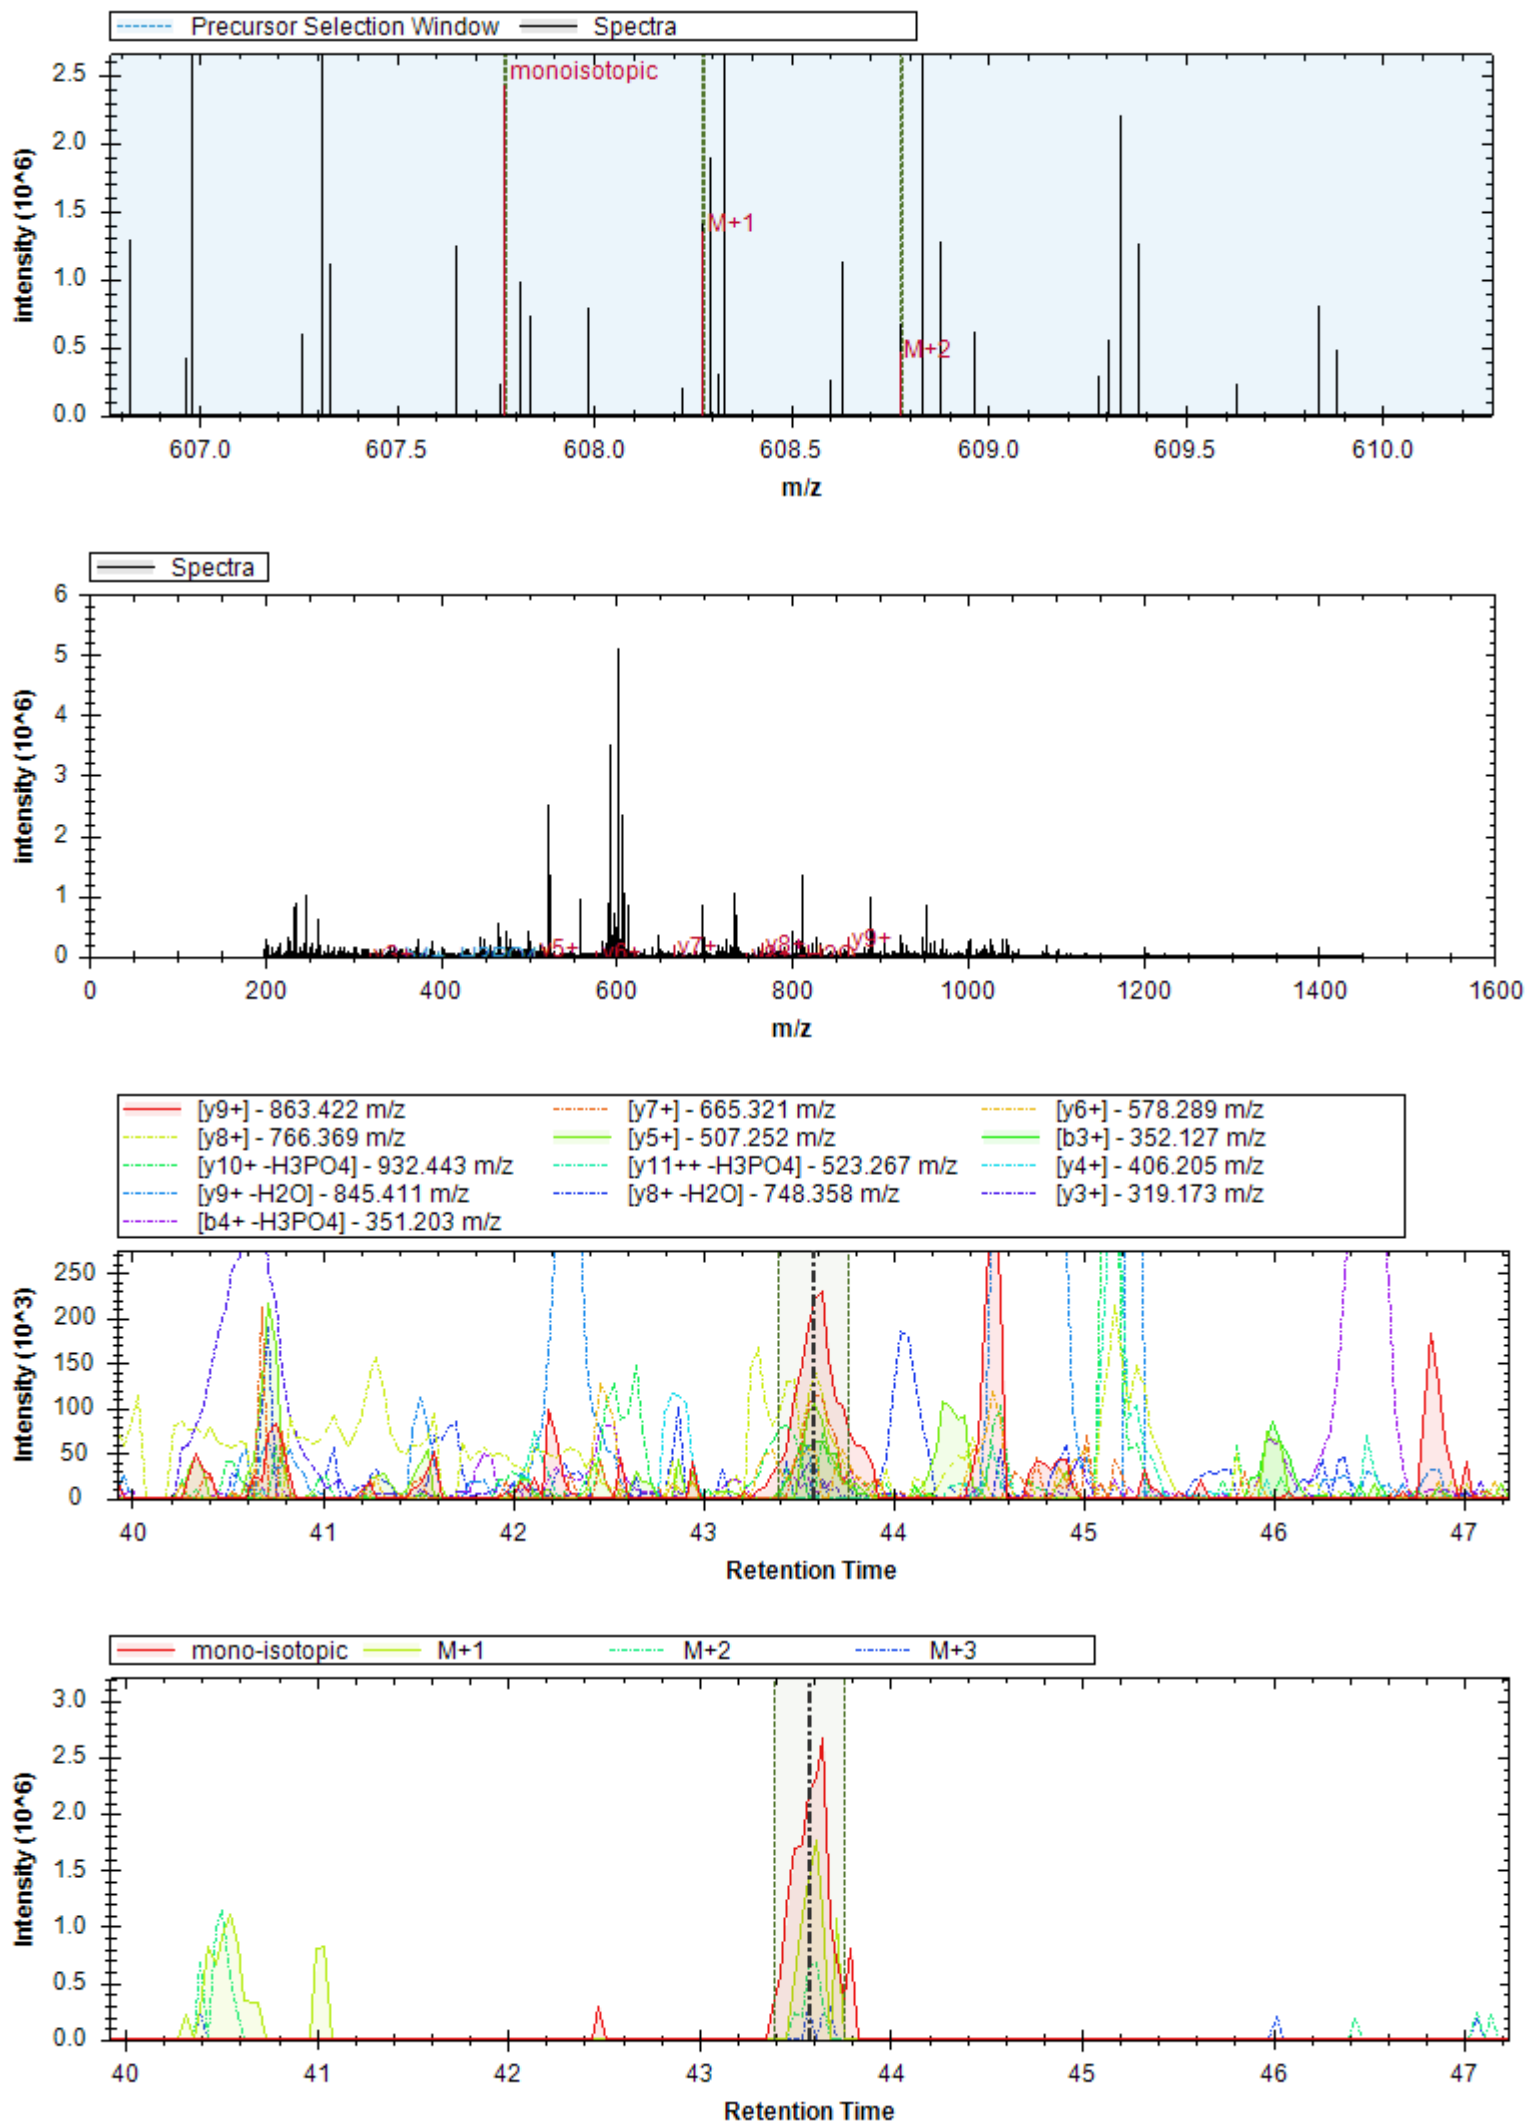 Precursor Selection Window Spectra
monoisotopic
M+1
M+2
2.5
2.0
1.5
1.0
0.5
0.0
intensity (10^6)
607.0 607.5 608.0 608.5 609.0 609.5 610.0
m/z
Spectra
6
5
4
3
2
1
0
intensity (10^6)
y5+ y6+ y7+ y8+ y9+
0 200 400 600 800 1000 1200 1400 1600
m/z
[y9+] - 863.422 m/z [y7+] - 665.321 m/z [y6+] - 578.289 m/z
[y8+] - 766.369 m/z [y5+] - 507.252 m/z [b3+] - 352.127 m/z
[y10+ -H3PO4] - 932.443 m/z [y11++ -H3PO4] - 523.267 m/z [y4+] - 406.205 m/z
[y9+ -H2O] - 845.411 m/z [y8+ -H2O] - 748.358 m/z [y3+] - 319.173 m/z
[b4+ -H3PO4] - 351.203 m/z
250
200
150
100
50
0
Intensity (10^3)
40 41 42 43 44 45 46 47
Retention Time
mono-isotopic M+1 M+2 M+3
3.0
2.5
2.0
1.5
1.0
0.5
0.0
Intensity (10^6)
40 41 42 43 44 45 46 47
Retention Time